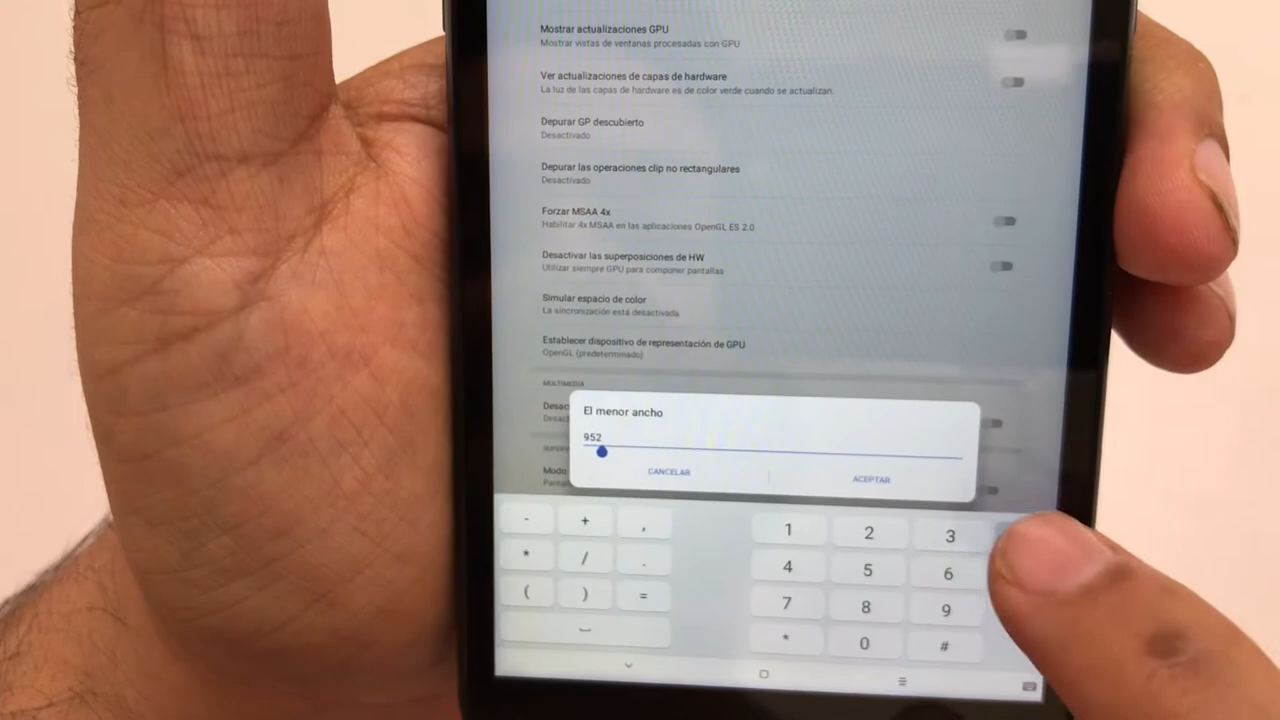 Mostrar actualizaciones GPU
Mostrar vistas de ventanas procesadas con GPU
Ver actualizaciones de capas de hardware
La luz de las capas de hardware es de color verde cuando se actualizan.
Depurar GP descubierto
Desactivado
Depurar las operaciones clip no rectangulares
Desactivado
Forzar MSAA 4x
Habilitar 4x MSAA en las aplicaciones OpenGL ES 2.0
Desactivar las superposiciones de HW
Utilizar siempre GPU para componer pantallas
Simular espacio de color
La sincronización está desactivada
Establecer dispositivo de representación de GPU
OpenGL (predeterminado)
MULTIMEDIA
El menor ancho
952
CANCELAR ACEPTAR
Modo
- + , 1 2 3
* / . 4 5 6
( ) = 7 8 9
* 0 #